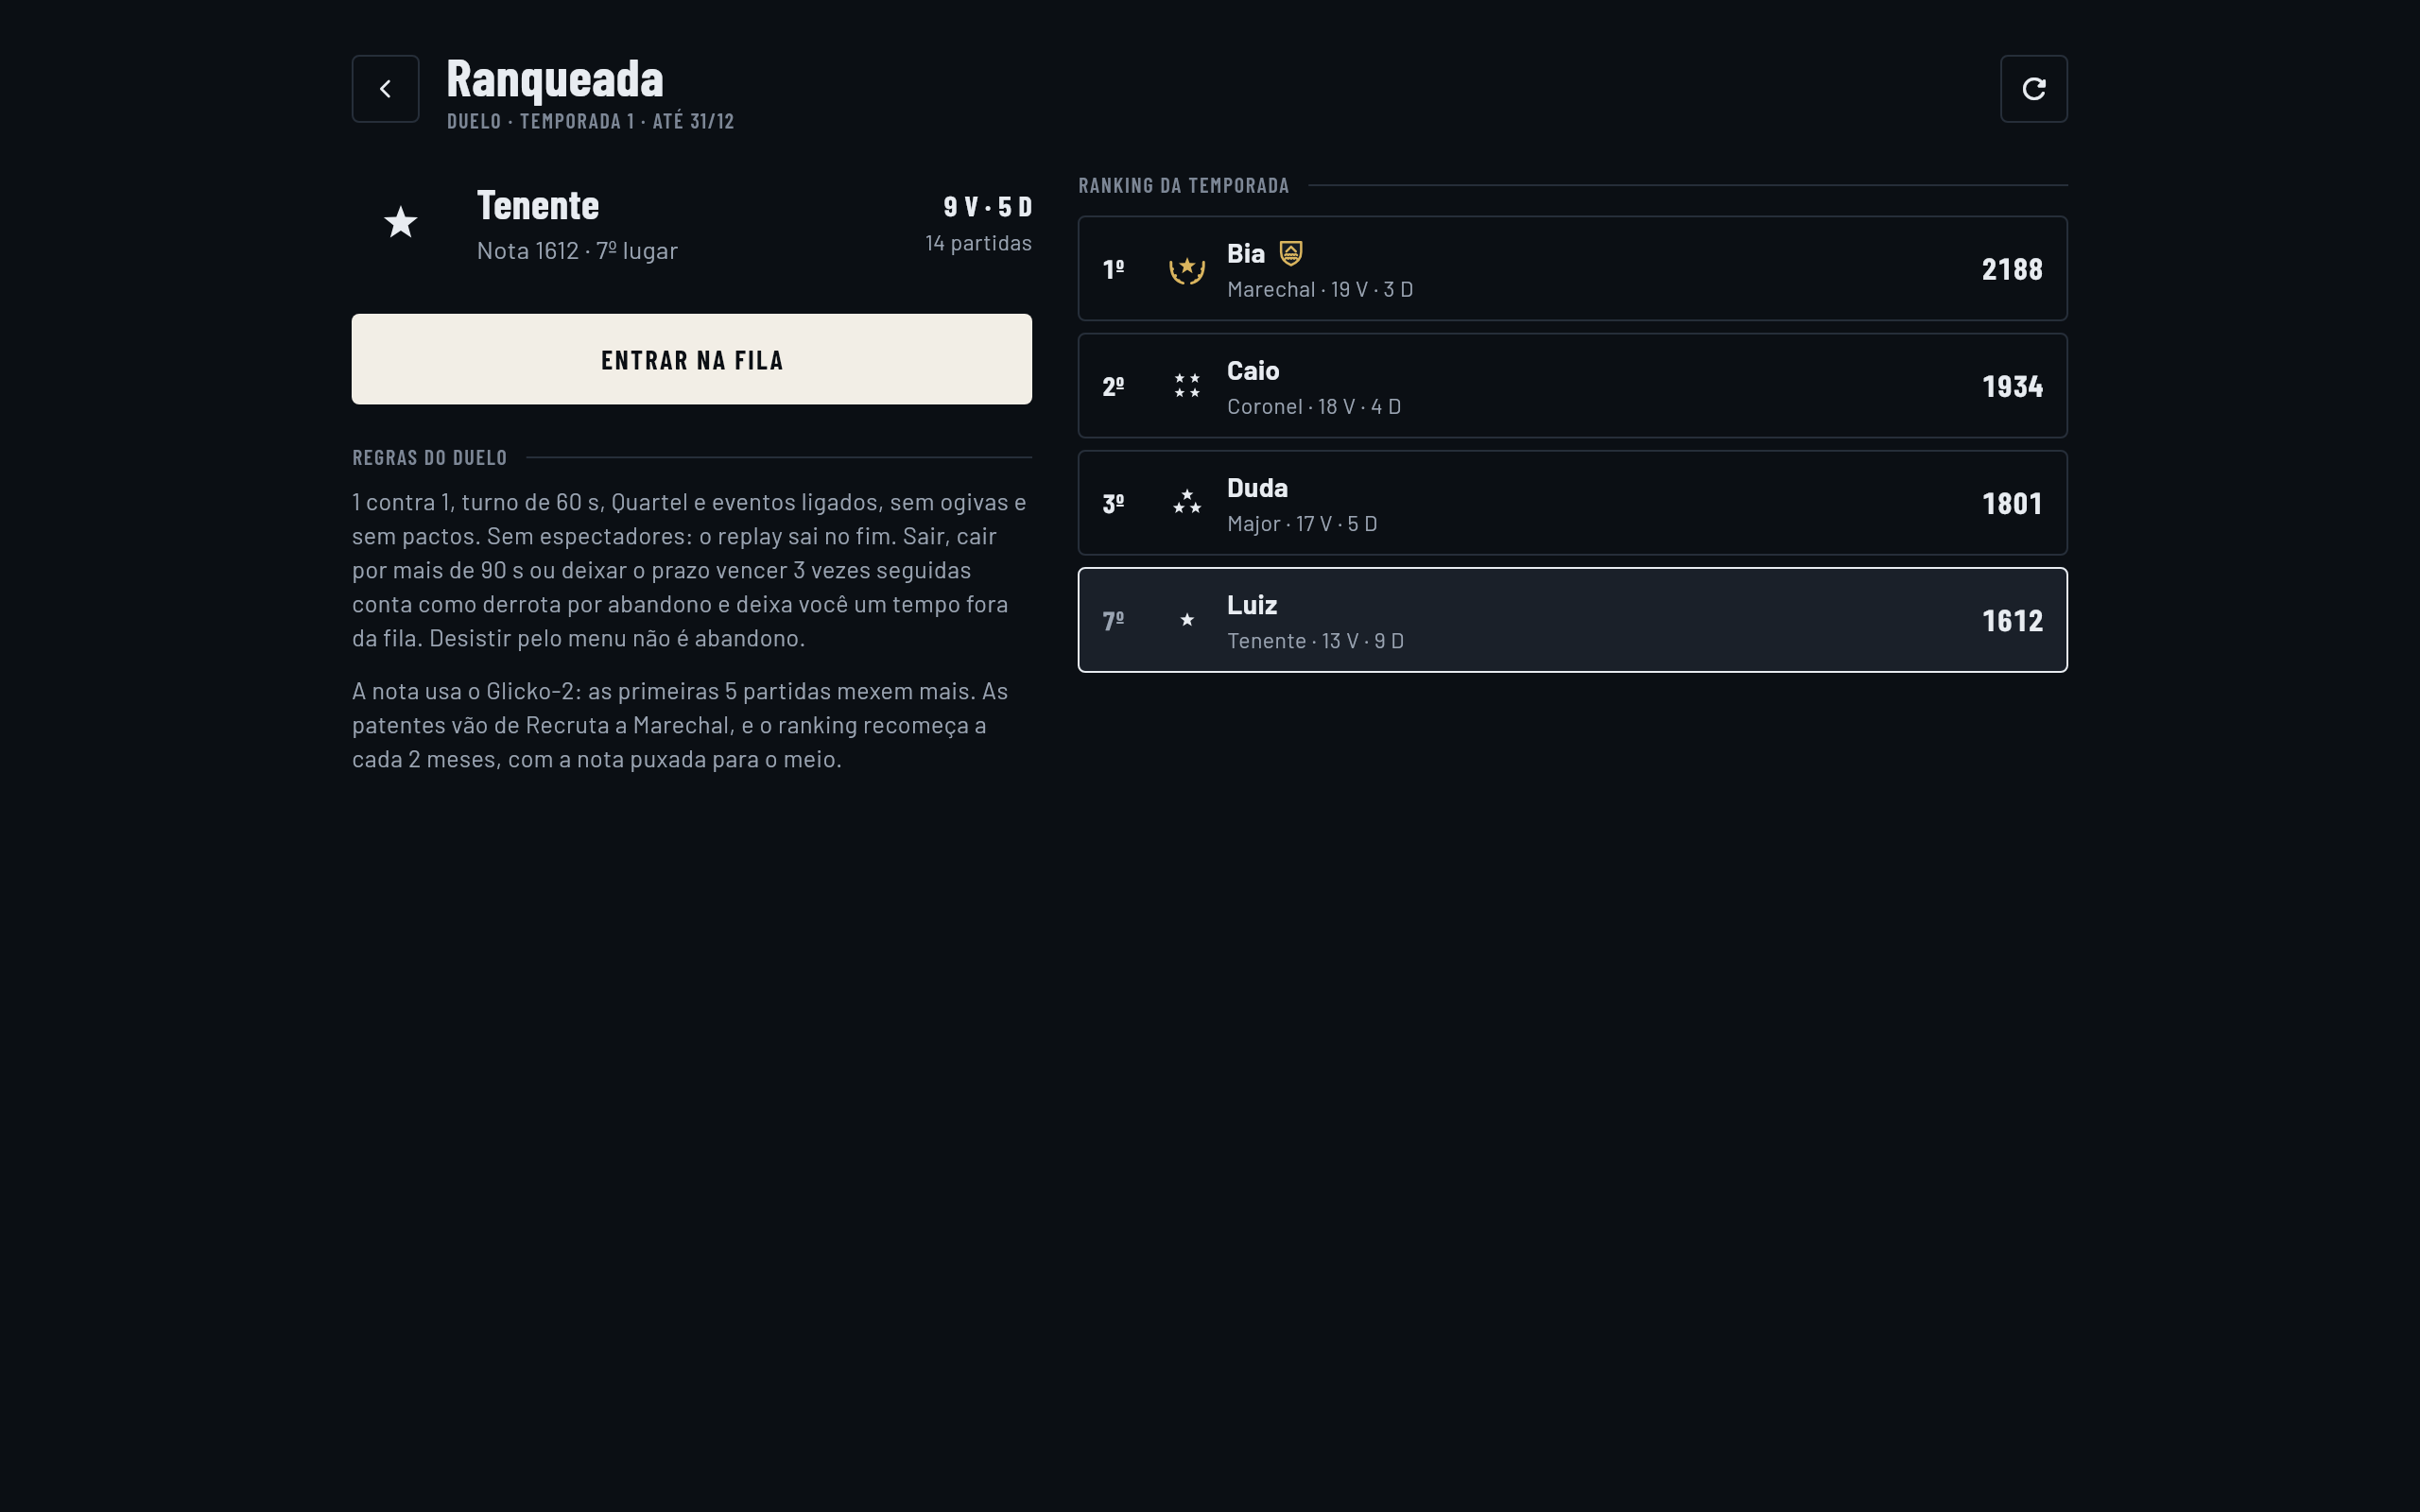 Ranqueada
DUELO · TEMPORADA 1 · ATÉ 31/12
Tenente
Nota 1612 · 7º lugar
9 V · 5 D
14 partidas
ENTRAR NA FILA
REGRAS DO DUELO
1 contra 1, turno de 60 s, Quartel e eventos ligados, sem ogivas e
sem pactos. Sem espectadores: o replay sai no fim. Sair, cair
por mais de 90 s ou deixar o prazo vencer 3 vezes seguidas
conta como derrota por abandono e deixa você um tempo fora
da fila. Desistir pelo menu não é abandono.
A nota usa o Glicko-2: as primeiras 5 partidas mexem mais. As
patentes vão de Recruta a Marechal, e o ranking recomeça a
cada 2 meses, com a nota puxada para o meio.
RANKING DA TEMPORADA
1º
Bia
Marechal · 19 V · 3 D
2188
2º
Caio
Coronel · 18 V · 4 D
1934
3º
Duda
Major · 17 V · 5 D
1801
7º
Luiz
Tenente · 13 V · 9 D
1612